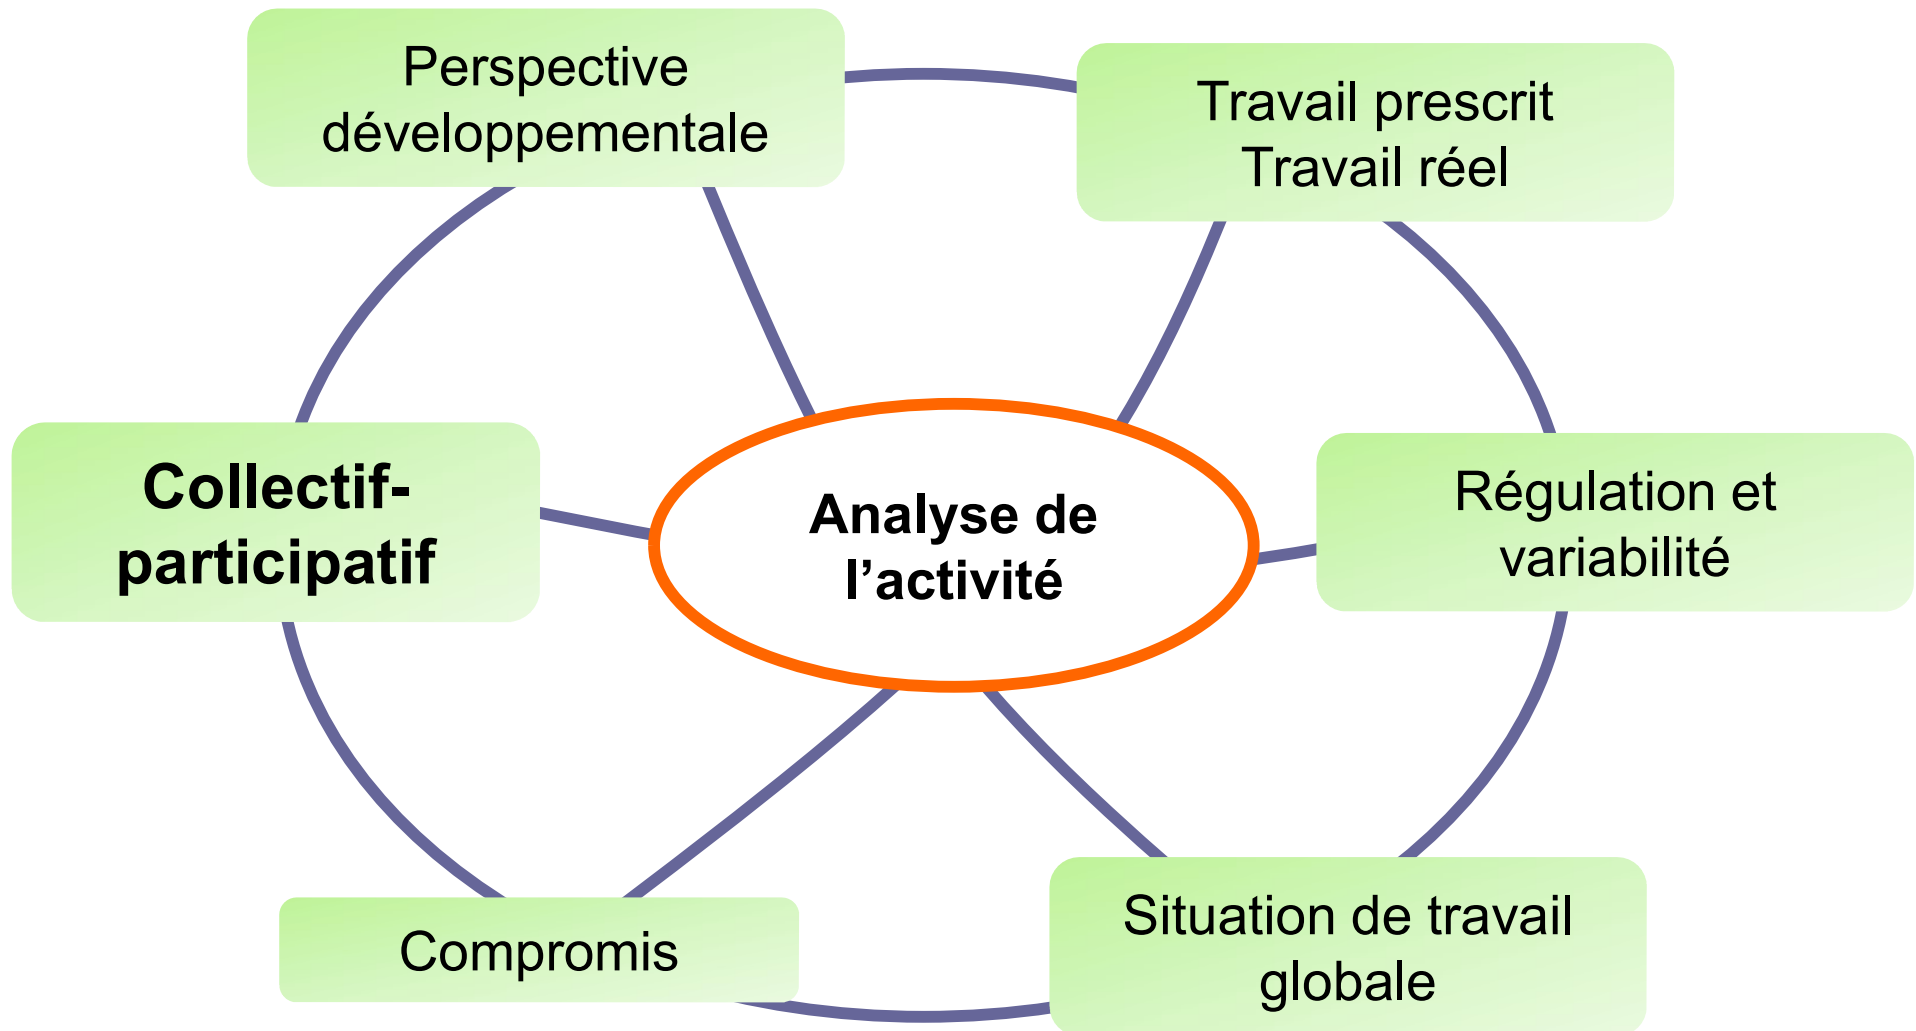 Perspective
développementale
Travail prescrit
Travail réel
Collectif-
participatif
Analyse de
l’activité
Régulation et
variabilité
Compromis
Situation de travail
globale